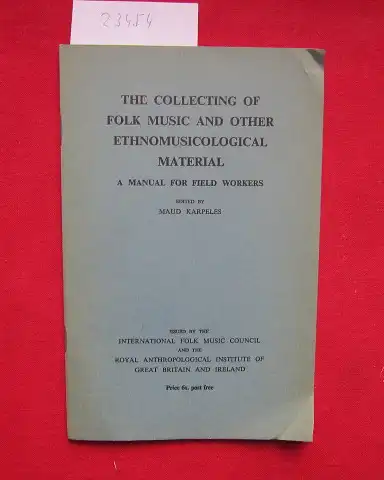 23454
THE COLLECTING OF
FOLK MUSIC AND OTHER
ETHNOMUSICOLOGICAL
MATERIAL
A MANUAL FOR FIELD WORKERS
EDITED BY
MAUD KARPELES
ISSUED BY THE
INTERNATIONAL FOLK MUSIC COUNCIL
AND THE
ROYAL ANTHROPOLOGICAL INSTITUTE OF
GREAT BRITAIN AND IRELAND
Price 6s. post free